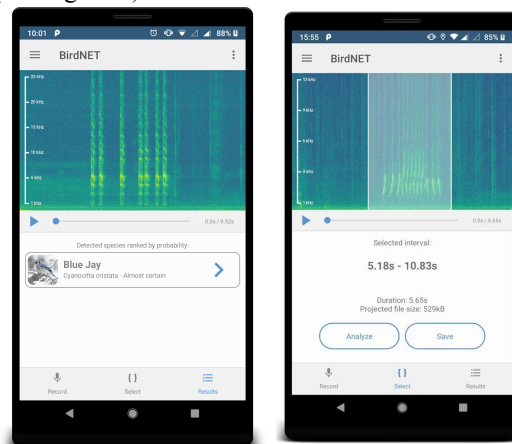 10:01
88%
BirdNET
25 kHz
20 kHz
15 kHz
10 kHz
5 kHz
1 kHz
0.0s / 9.52s
Detected species ranked by probability:
Blue Jay
Cyanocitta cristata - Almost certain
Record
{ }
Select
Results
15:55
85%
BirdNET
12 kHz
9 kHz
6 kHz
3 kHz
1 kHz
0.0s / 5.65s
Selected interval:
5.18s - 10.83s
Duration: 5.65s
Projected file size: 529kB
Analyze
Save
Record
{ }
Select
Results